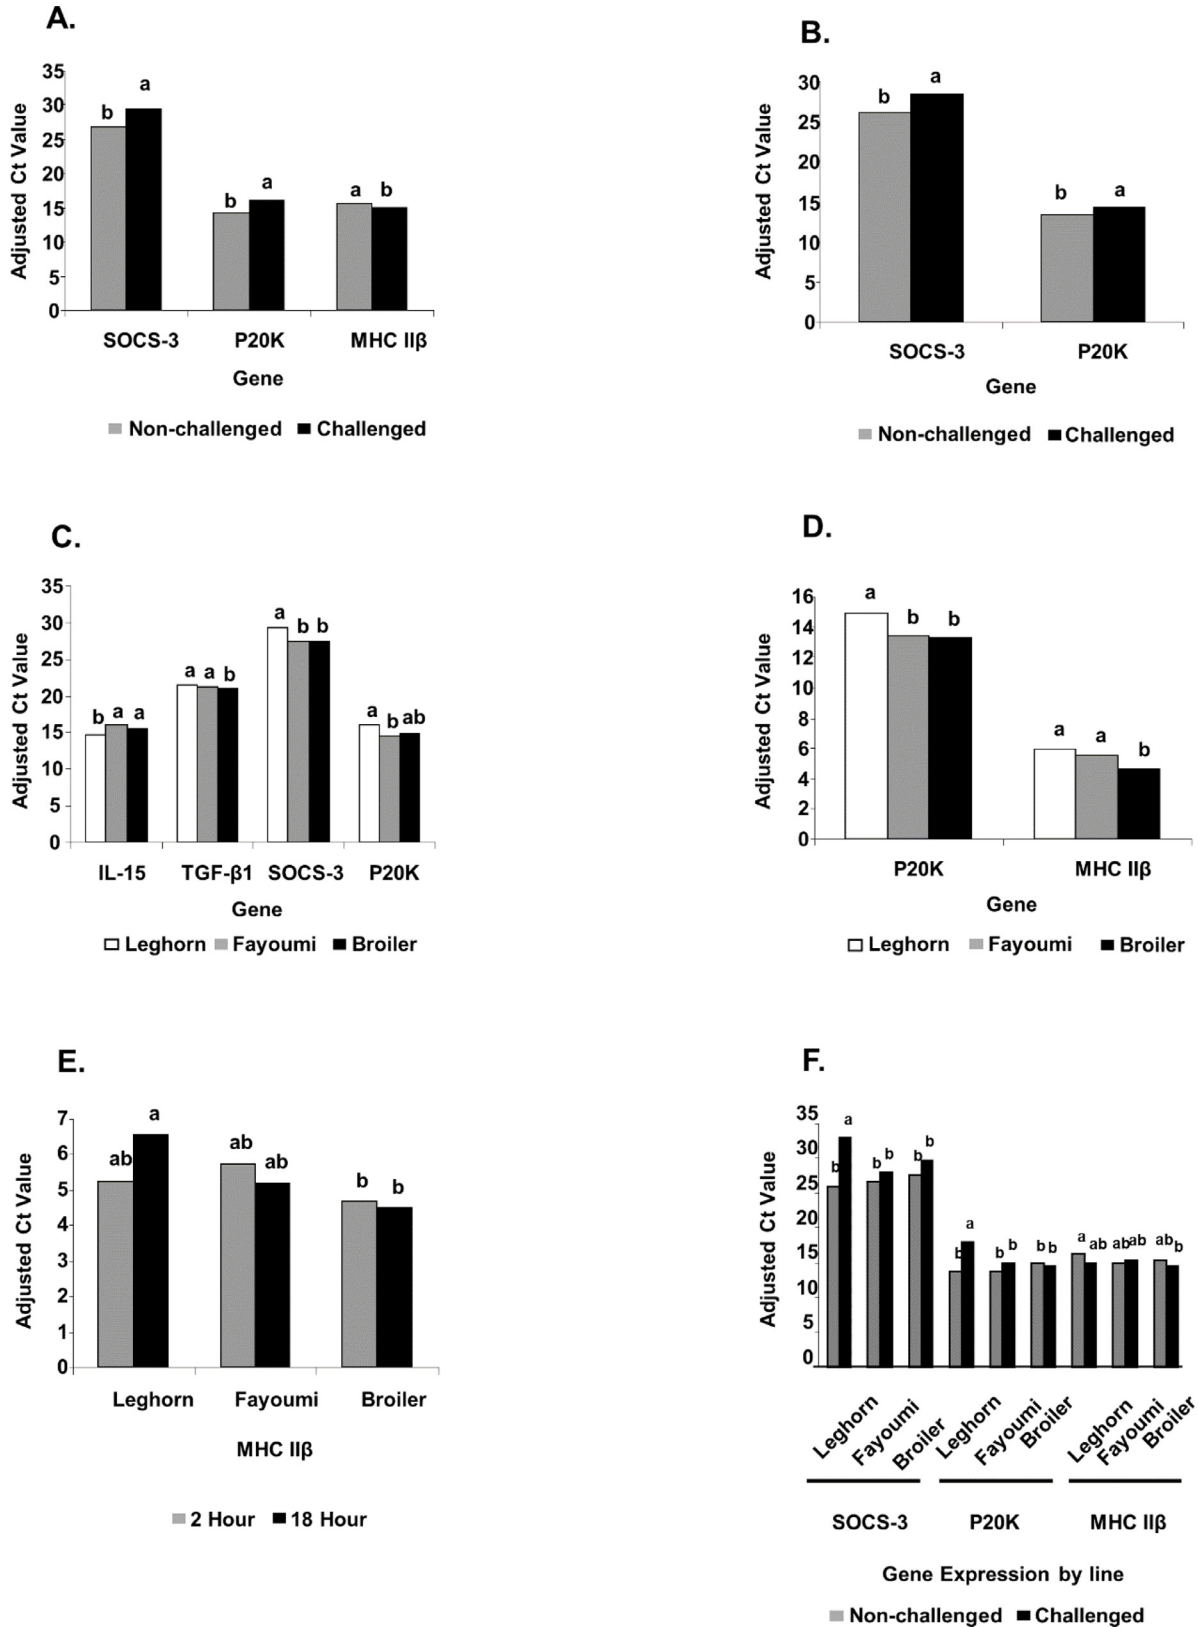 A.
35
30
25
20
15
10
5
0
Adjusted Ct Value
b a
b a
a b
SOCS-3 P20K MHC IIβ
Gene
Non-challenged Challenged
B.
30
25
20
15
10
5
0
Adjusted Ct Value
b a
b a
SOCS-3 P20K
Gene
Non-challenged Challenged
C.
35
30
25
20
15
10
5
0
Adjusted Ct Value
b a a
a a b
a b b
a b ab
IL-15 TGF-β1 SOCS-3 P20K
Gene
Leghorn Fayoumi Broiler
D.
16
14
12
10
8
6
4
2
0
Adjusted Ct Value
a b b
a a b
P20K MHC IIβ
Gene
Leghorn Fayoumi Broiler
E.
7
6
5
4
3
2
1
0
Adjusted Ct Value
ab a
ab ab
b b
Leghorn Fayoumi Broiler
MHC IIβ
2 Hour 18 Hour
F.
35
30
25
20
15
10
5
0
Adjusted Ct Value
b a b b b b
b a b b b b
a ab ab ab ab b
Leghorn Fayoumi Broiler Leghorn Fayoumi Broiler Leghorn Fayoumi Broiler
SOCS-3 P20K MHC IIβ
Gene Expression by line
Non-challenged Challenged